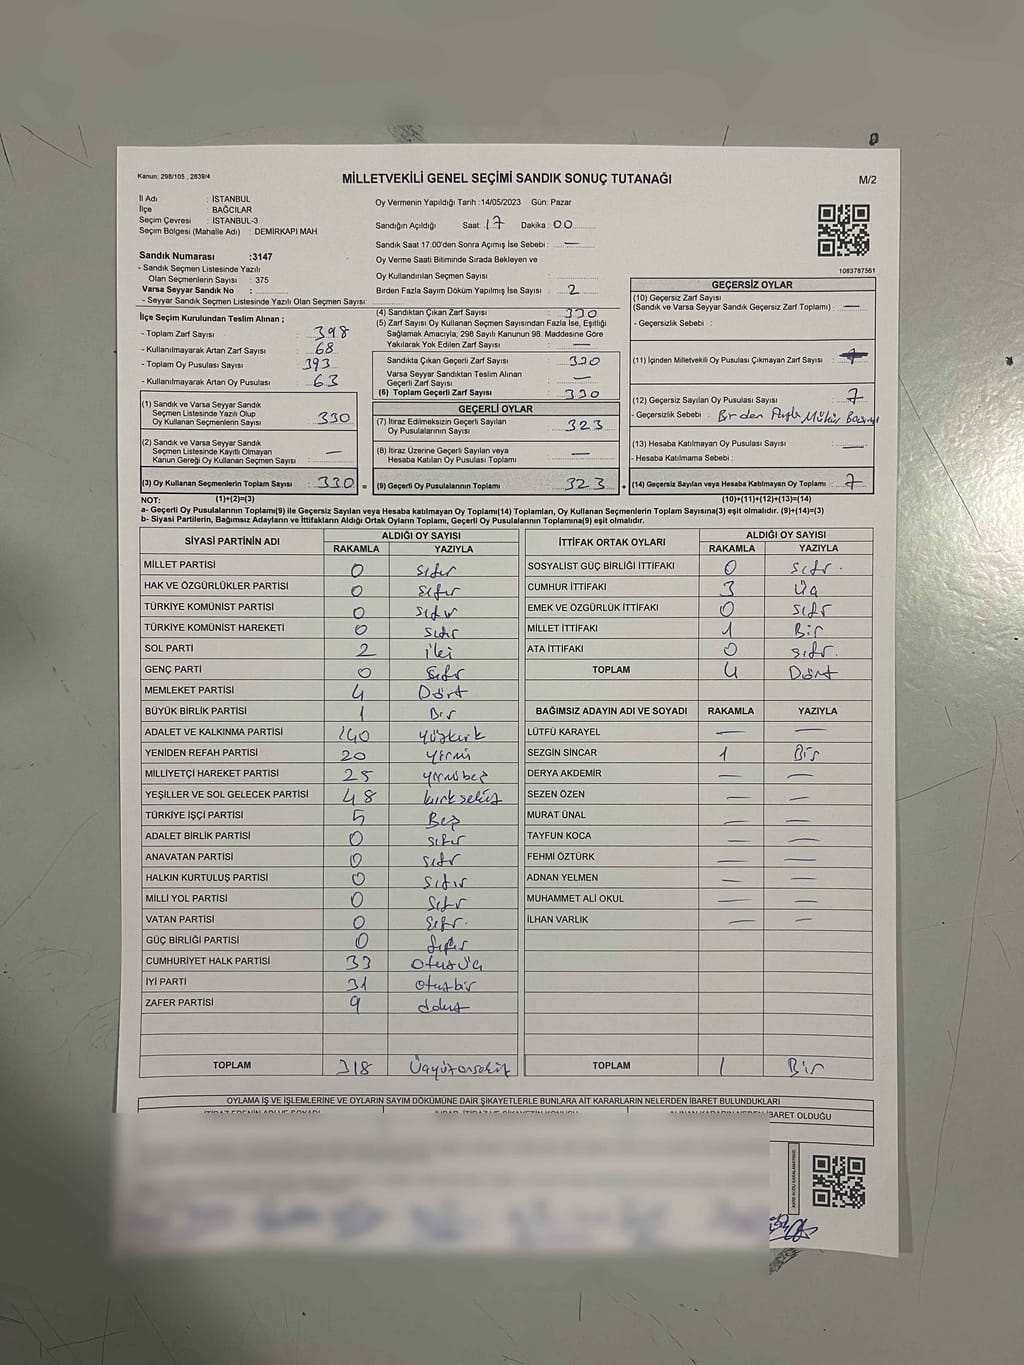 Kanun: 298/105 , 2839/4
MİLLETVEKİLİ GENEL SEÇİMİ SANDIK SONUÇ TUTANAĞI
M/2
İl Adı : İSTANBUL
İlçe : BAĞCILAR
Seçim Çevresi : İSTANBUL-3
Seçim Bölgesi (Mahalle Adı) : DEMİRKAPI MAH.
Sandık Numarası :3147
- Sandık Seçmen Listesinde Yazılı
Olan Seçmenlerin Sayısı : 375
Varsa Seyyar Sandık No :
- Seyyar Sandık Seçmen Listesinde Yazılı Olan Seçmen Sayısı:
Oy Vermenin Yapıldığı Tarih :14/05/2023 Gün: Pazar
Sandığın Açıldığı Saat: 17 Dakika: 00
Sandık Saat 17.00'den Sonra Açımış İse Sebebi : —
Oy Verme Saati Bitiminde Sırada Bekleyen ve
Oy Kullandırılan Seçmen Sayısı :
Birden Fazla Sayım Döküm Yapılmış İse Sayısı : 2
1083787561
İlçe Seçim Kurulundan Teslim Alınan ;
- Toplam Zarf Sayısı : 398
- Kullanılmayarak Artan Zarf Sayısı : 68
- Toplam Oy Pusulası Sayısı : 393
- Kullanılmayarak Artan Oy Pusulası : 63
(1) Sandık ve Varsa Seyyar Sandık
Seçmen Listesinde Yazılı Olup
Oy Kullanan Seçmenlerin Sayısı : 330
(2) Sandık ve Varsa Seyyar Sandık
Seçmen Listesinde Kayıtlı Olmayan
Kanun Gereği Oy Kullanan Seçmen Sayısı : —
(3) Oy Kullanan Seçmenlerin Toplam Sayısı : 330 =
(4) Sandıktan Çıkan Zarf Sayısı : 330
(5) Zarf Sayısı Oy Kullanan Seçmen Sayısından Fazla İse, Eşitliği
Sağlamak Amacıyla, 298 Sayılı Kanunun 98. Maddesine Göre
Yakılarak Yok Edilen Zarf Sayısı : —
Sandıkta Çıkan Geçerli Zarf Sayısı : 330
Varsa Seyyar Sandıktan Teslim Alınan
Geçerli Zarf Sayısı : —
(6) Toplam Geçerli Zarf Sayısı : 330
GEÇERLİ OYLAR
(7) İtiraz Edilmeksizin Geçerli Sayılan
Oy Pusulalarının Sayısı : 323
(8) İtiraz Üzerine Geçerli Sayılan veya
Hesaba Katılan Oy Pusulası Toplamı : —
(9) Geçerli Oy Pusulalarının Toplamı : 323 +
GEÇERSİZ OYLAR
(10) Geçersiz Zarf Sayısı
(Sandık ve Varsa Seyyar Sandık Geçersiz Zarf Toplamı) : —
- Geçersizlik Sebebi :
(11) İçinden Milletvekili Oy Pusulası Çıkmayan Zarf Sayısı :
(12) Geçersiz Sayılan Oy Pusulası Sayısı : 7
- Geçersizlik Sebebi : Birden Fazla Mühür
(13) Hesaba Katılmayan Oy Pusulası Sayısı : —
- Hesaba Katılmama Sebebi :
(14) Geçersiz Sayılan veya Hesaba Katılmayan Oy Toplamı : 7
NOT: (1)+(2)=(3) (10)+(11)+(12)+(13)=(14)
a- Geçerli Oy Pusulalarının Toplamı(9) ile Geçersiz Sayılan veya Hesaba Katılmayan Oy Toplamı(14) Toplamları, Oy Kullanan Seçmenlerin Toplam Sayısına(3) eşit olmalıdır. (9)+(14)=(3)
b- Siyasi Partilerin, Bağımsız Adayların ve İttifakların Aldığı Ortak Oyların Toplamı, Geçerli Oy Pusulalarının Toplamına(9) eşit olmalıdır.
SİYASİ PARTİNİN ADI ALDIĞI OY SAYISI
RAKAMLA YAZIYLA
MİLLET PARTİSİ 0 sıfır
HAK VE ÖZGÜRLÜKLER PARTİSİ 0 sıfır
TÜRKİYE KOMÜNİST PARTİSİ 0 sıfır
TÜRKİYE KOMÜNİST HAREKETİ 0 sıfır
SOL PARTİ 2 iki
GENÇ PARTİ 0 sıfır
MEMLEKET PARTİSİ 4 Dört
BÜYÜK BİRLİK PARTİSİ 1 Bir
ADALET VE KALKINMA PARTİSİ 140 yüzkırk
YENİDEN REFAH PARTİSİ 20 yirmi
MİLLİYETÇİ HAREKET PARTİSİ 25 yirmibeş
YEŞİLLER VE SOL GELECEK PARTİSİ 48 kırksekiz
TÜRKİYE İŞÇİ PARTİSİ 5 Beş
ADALET BİRLİK PARTİSİ 0 sıfır
ANAVATAN PARTİSİ 0 sıfır
HALKIN KURTULUŞ PARTİSİ 0 sıfır
MİLLİ YOL PARTİSİ 0 sıfır
VATAN PARTİSİ 0 sıfır.
GÜÇ BİRLİĞİ PARTİSİ 0 sıfır
CUMHURİYET HALK PARTİSİ 33 otuzüç
İYİ PARTİ 31 otuzbir
ZAFER PARTİSİ 9 dokuz
TOPLAM 318 Üçyüzonsekiz
İTTİFAK ORTAK OYLARI ALDIĞI OY SAYISI
RAKAMLA YAZIYLA
SOSYALİST GÜÇ BİRLİĞİ İTTİFAKI 0 sıfır.
CUMHUR İTTİFAKI 3 Üç
EMEK VE ÖZGÜRLÜK İTTİFAKI 0 sıfır
MİLLET İTTİFAKI 1 Bir
ATA İTTİFAKI 0 sıfır.
TOPLAM 4 Dört
BAĞIMSIZ ADAYIN ADI VE SOYADI RAKAMLA YAZIYLA
LÜTFÜ KARAYEL — —
SEZGİN SİNCAR 1 Bir
DERYA AKDEMİR — —
SEZEN ÖZEN — —
MURAT ÜNAL — —
TAYFUN KOCA — —
FEHMİ ÖZTÜRK — —
ADNAN YELMEN — —
MUHAMMET ALİ OKUL — —
İLHAN VARLIK — —
TOPLAM 1 Bir
OYLAMA İŞ VE İŞLEMLERİNE VE OYLARIN SAYIM DÖKÜMÜNE DAİR ŞİKAYETLERLE BUNLARA AİT KARARLARIN NELERDEN İBARET BULUNDUKLARI
İBARET OLDUĞU